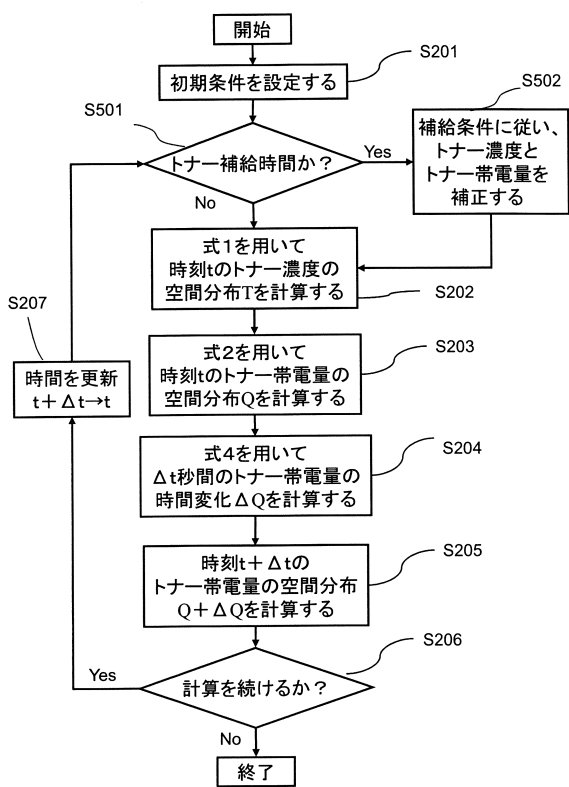 開始
S201
初期条件を設定する
S501
トナー補給時間か？
Yes
No
S502
補給条件に従い、
トナー濃度と
トナー帯電量を
補正する
式１を用いて
時刻tのトナー濃度の
空間分布Tを計算する
S202
S207
時間を更新
t＋Δt→t
式２を用いて
時刻tのトナー帯電量の
空間分布Qを計算する
S203
式４を用いて
Δt秒間のトナー帯電量の
時間変化ΔQを計算する
S204
時刻t＋Δtの
トナー帯電量の空間分布
Q＋ΔQを計算する
S205
計算を続けるか？
S206
Yes
No
終了